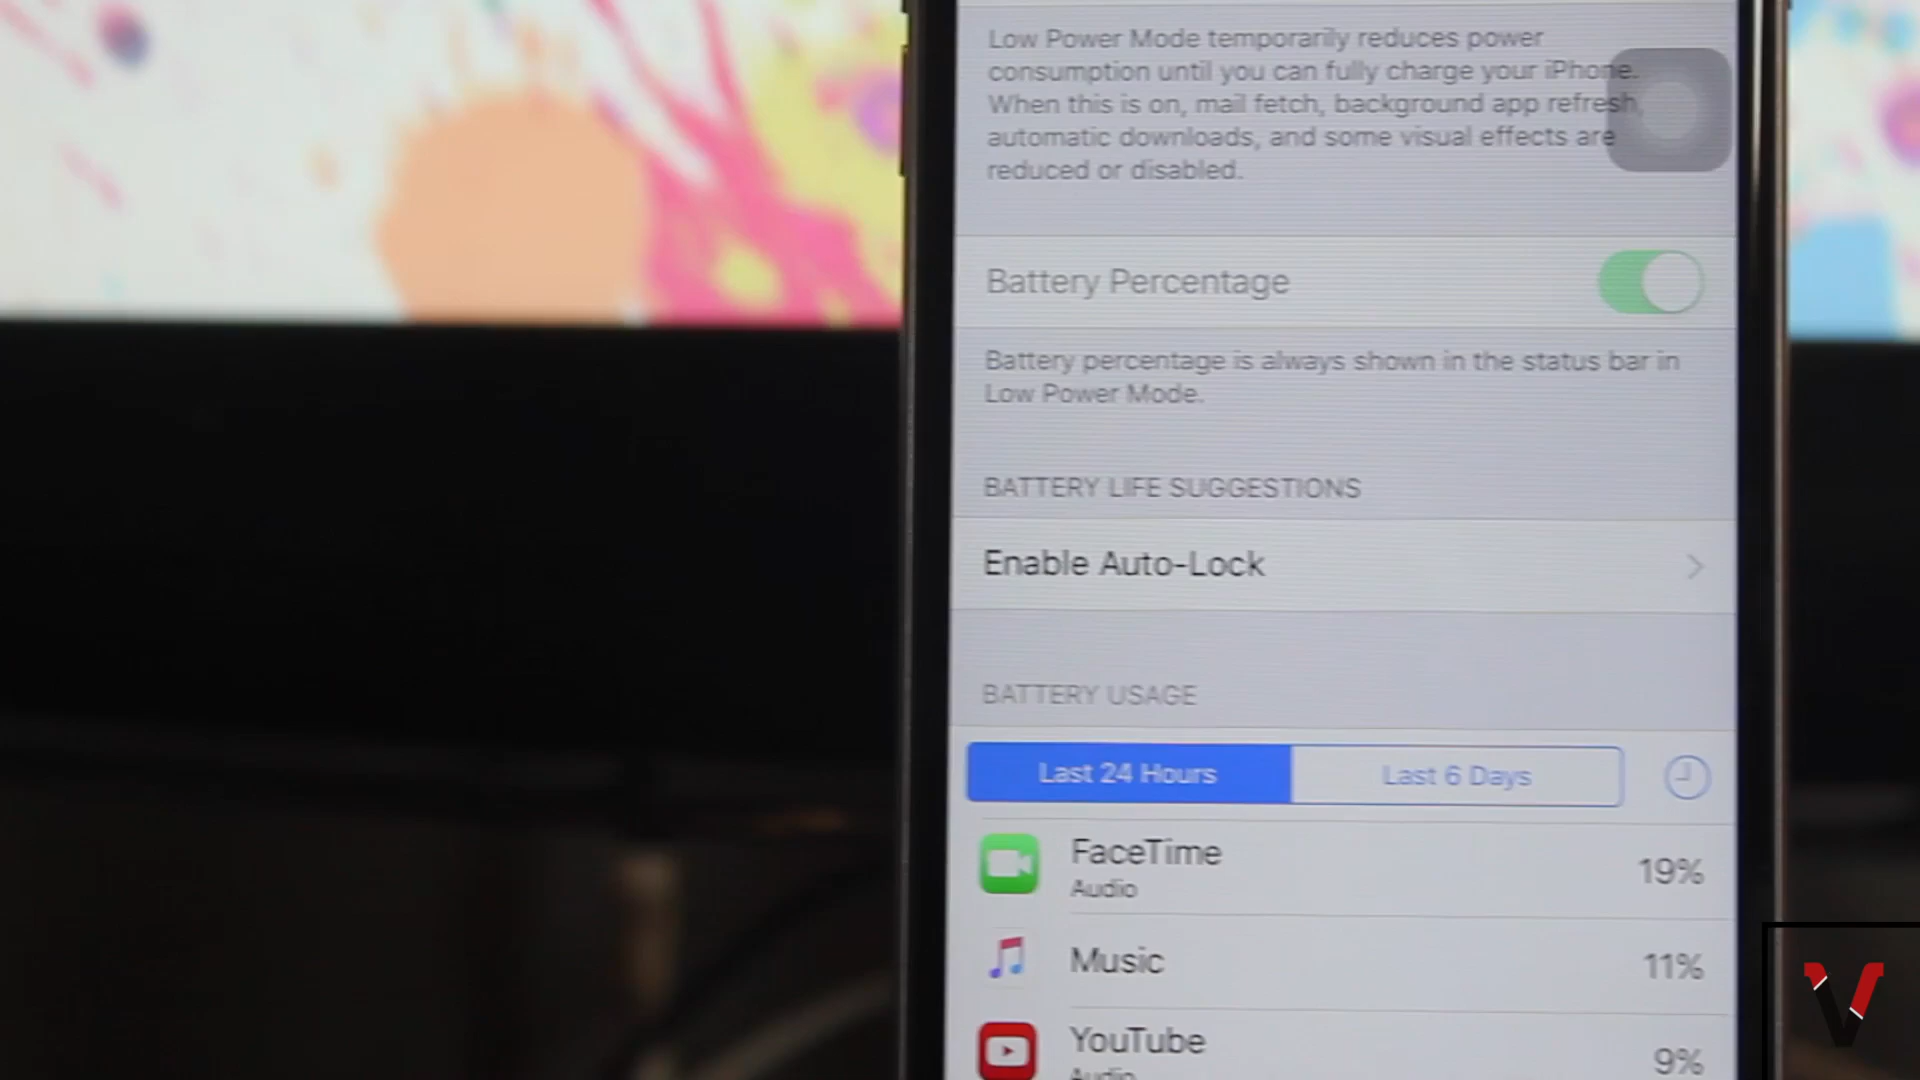 Low Power Mode temporarily reduces power
consumption until you can fully charge your iPhone.
When this is on, mail fetch, background app refresh,
automatic downloads, and some visual effects are
reduced or disabled.
Battery Percentage
Battery percentage is always shown in the status bar in
Low Power Mode.
BATTERY LIFE SUGGESTIONS
Enable Auto-Lock
BATTERY USAGE
Last 24 Hours
Last 6 Days
FaceTime
Audio
19%
Music
11%
YouTube
Audio
9%
V